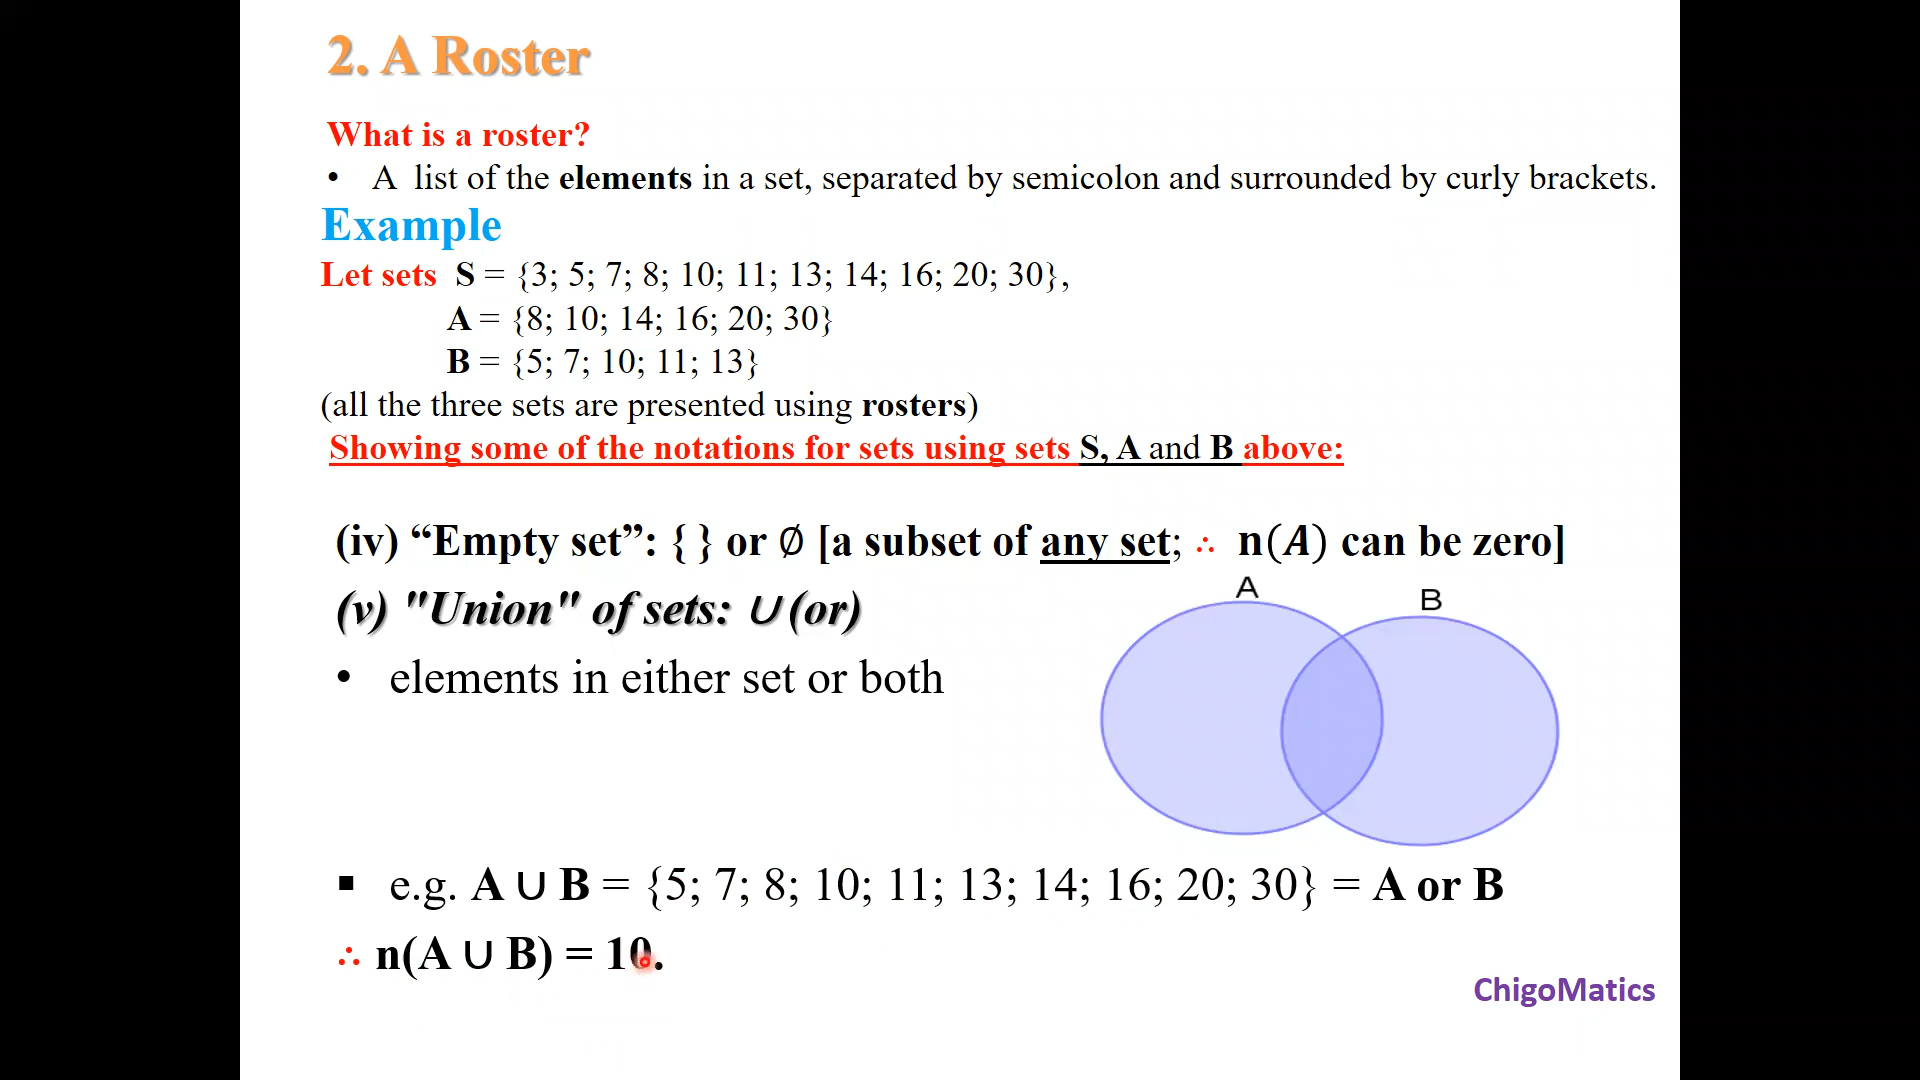 2. A Roster
What is a roster?
• A list of the elements in a set, separated by semicolon and surrounded by curly brackets.
Example
Let sets S = {3; 5; 7; 8; 10; 11; 13; 14; 16; 20; 30},
A = {8; 10; 14; 16; 20; 30}
B = {5; 7; 10; 11; 13}
(all the three sets are presented using rosters)
Showing some of the notations for sets using sets S, A and B above:
(iv) “Empty set”: { } or ∅ [a subset of any set; ∴ n(A) can be zero]
(v) "Union" of sets: ∪ (or)
• elements in either set or both
A
B
▪ e.g. A ∪ B = {5; 7; 8; 10; 11; 13; 14; 16; 20; 30} = A or B
∴ n(A ∪ B) = 10.
ChigoMatics